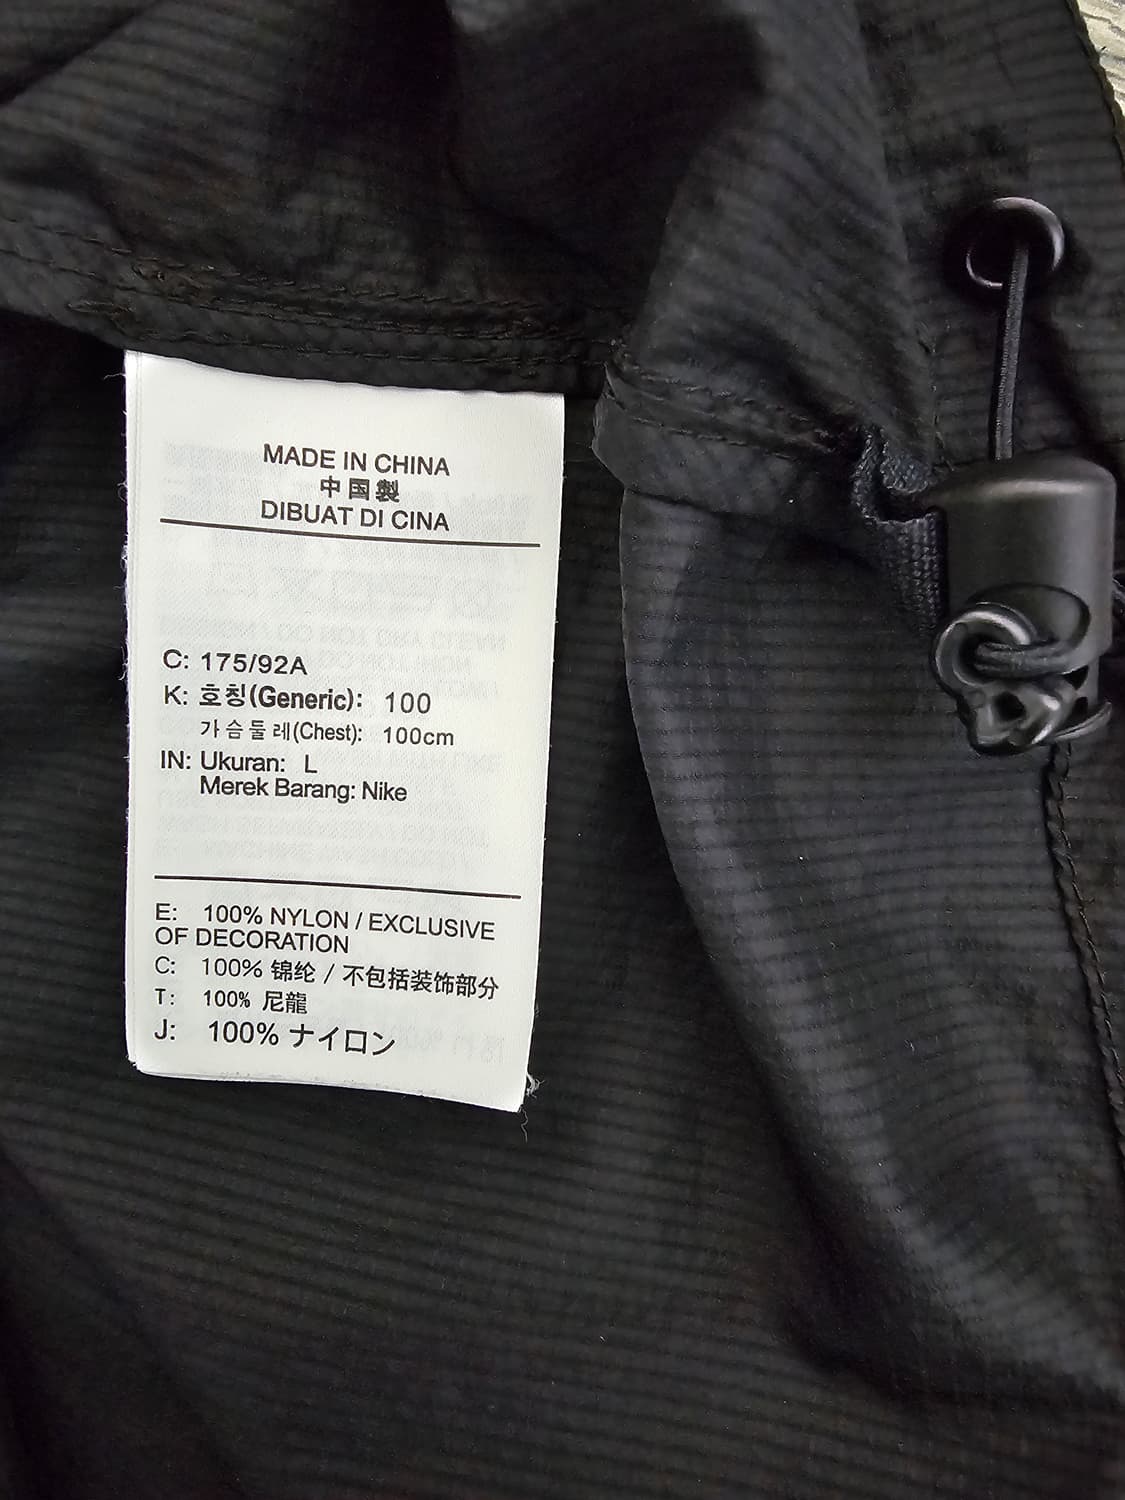 MADE IN CHINA
中国製
DIBUAT DI CINA
C: 175/92A
K: 호칭(Generic): 100
가슴둘레(Chest): 100cm
IN: Ukuran: L
Merek Barang: Nike
E: 100% NYLON / EXCLUSIVE
OF DECORATION
C: 100% 锦纶 / 不包括装饰部分
T: 100% 尼龍
J: 100% ナイロン